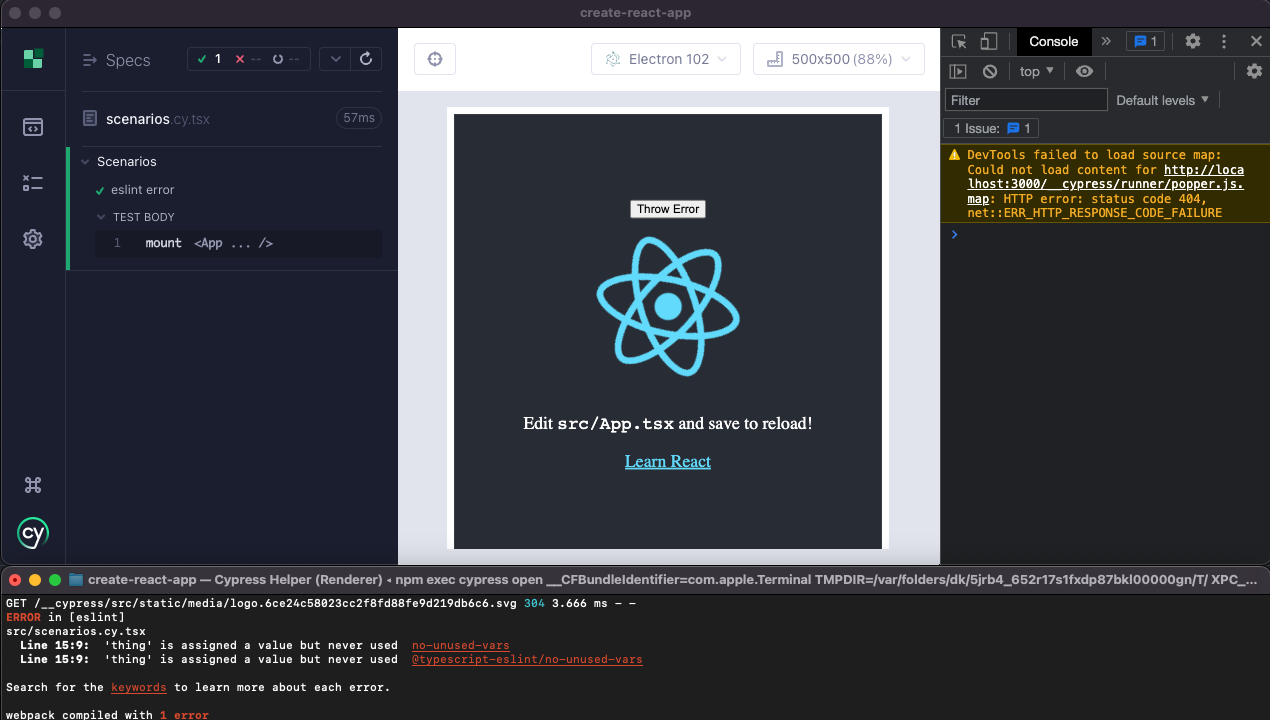 create-react-app
Specs
1 -- --
scenarios.cy.tsx 57ms
Scenarios
eslint error
TEST BODY
1 mount <App ... />
cy
Electron 102
500x500 (88%)
Throw Error
Edit src/App.tsx and save to reload!
Learn React
Console
» 1
top
Filter
Default levels
1 Issue: 1
DevTools failed to load source map:
Could not load content for http://loca
lhost:3000/__cypress/runner/popper.js.
map: HTTP error: status code 404,
net::ERR_HTTP_RESPONSE_CODE_FAILURE
create-react-app — Cypress Helper (Renderer) ◂ npm exec cypress open __CFBundleIdentifier=com.apple.Terminal TMPDIR=/var/folders/dk/5jrb4_652r17s1fxdp87bkl00000gn/T/ XPC_...
GET /__cypress/src/static/media/logo.6ce24c58023cc2f8fd88fe9d219db6c6.svg 304 3.666 ms - -
ERROR in [eslint]
src/scenarios.cy.tsx
Line 15:9: 'thing' is assigned a value but never used no-unused-vars
Line 15:9: 'thing' is assigned a value but never used @typescript-eslint/no-unused-vars
Search for the keywords to learn more about each error.
webpack compiled with 1 error